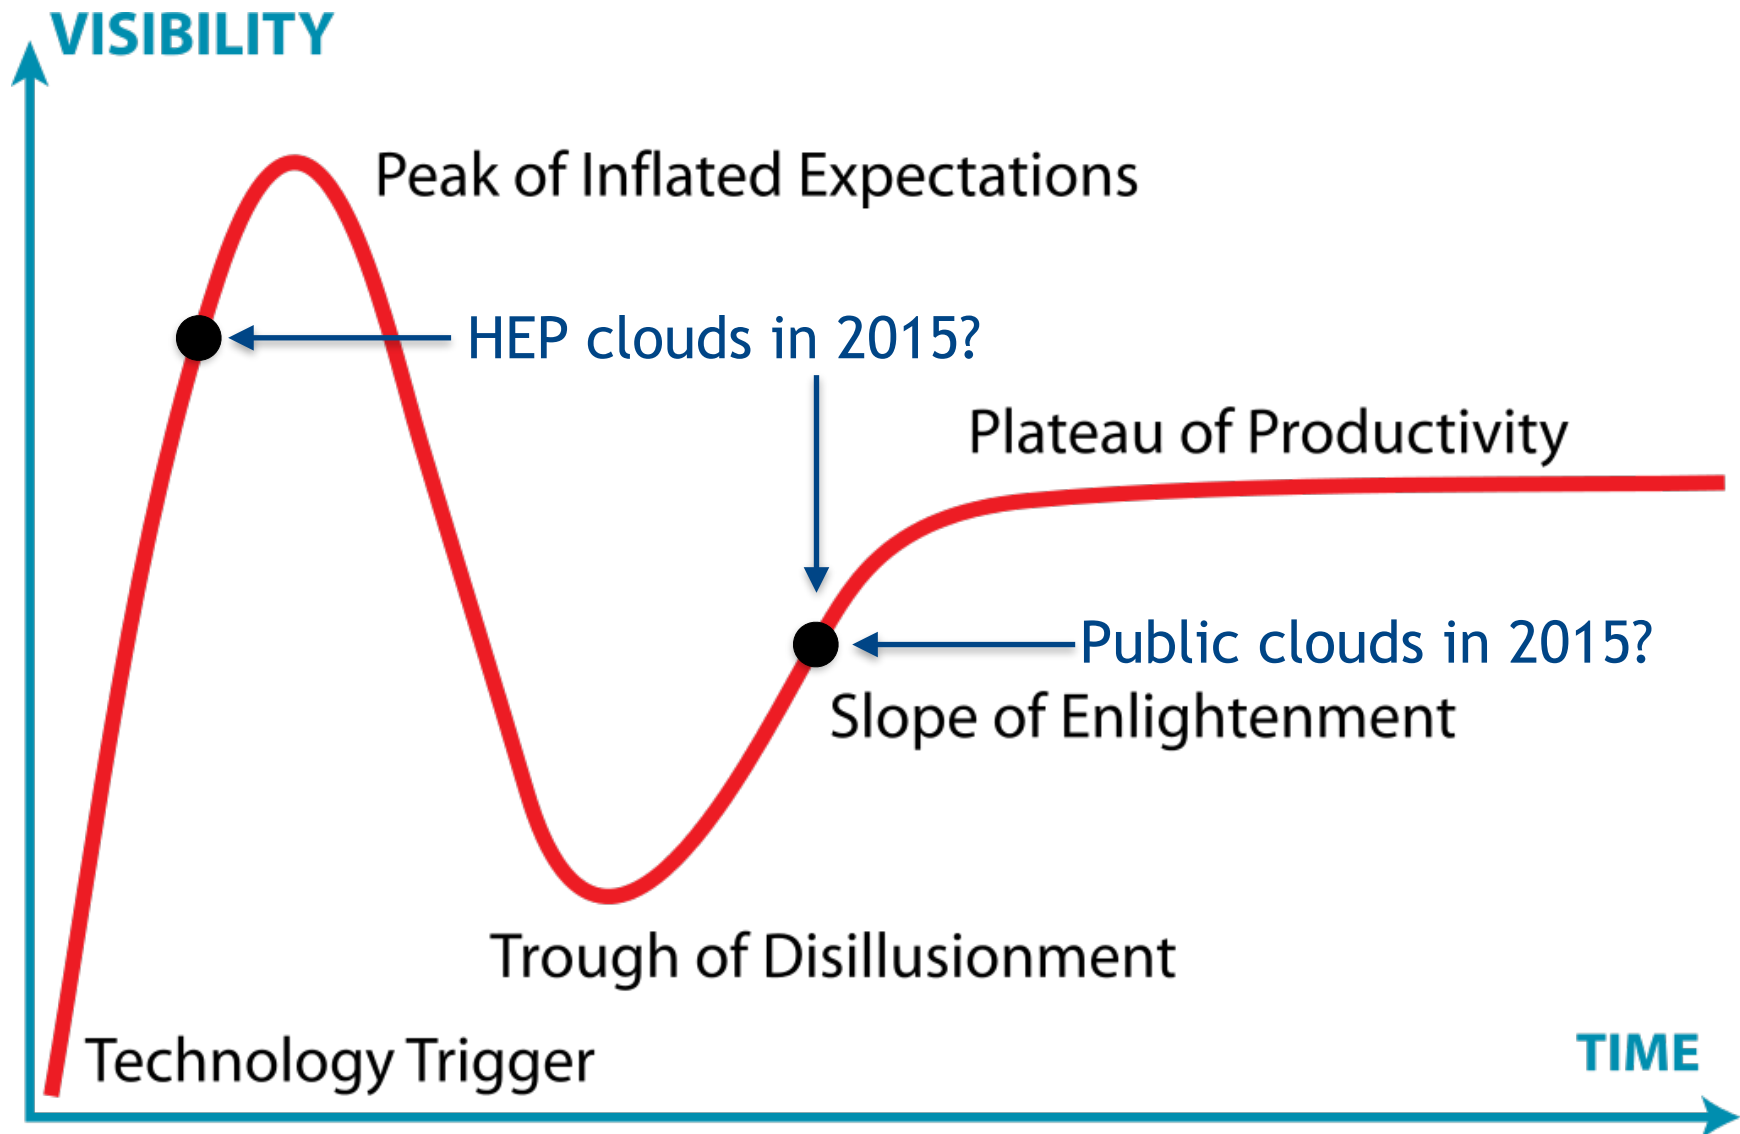 VISIBILITY
Peak of Inflated Expectations
HEP clouds in 2015?
Plateau of Productivity
Public clouds in 2015?
Slope of Enlightenment
Trough of Disillusionment
Technology Trigger
TIME